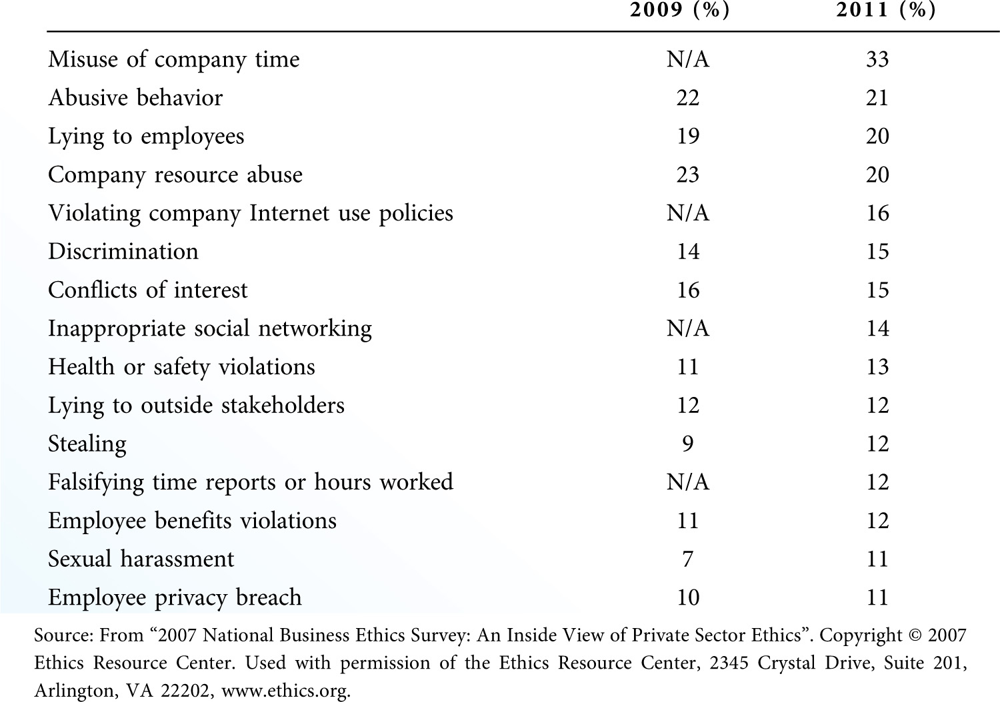 2009 (%) 2011 (%)
Misuse of company time N/A 33
Abusive behavior 22 21
Lying to employees 19 20
Company resource abuse 23 20
Violating company Internet use policies N/A 16
Discrimination 14 15
Conflicts of interest 16 15
Inappropriate social networking N/A 14
Health or safety violations 11 13
Lying to outside stakeholders 12 12
Stealing 9 12
Falsifying time reports or hours worked N/A 12
Employee benefits violations 11 12
Sexual harassment 7 11
Employee privacy breach 10 11
Source: From “2007 National Business Ethics Survey: An Inside View of Private Sector Ethics”. Copyright © 2007
Ethics Resource Center. Used with permission of the Ethics Resource Center, 2345 Crystal Drive, Suite 201,
Arlington, VA 22202, www.ethics.org.